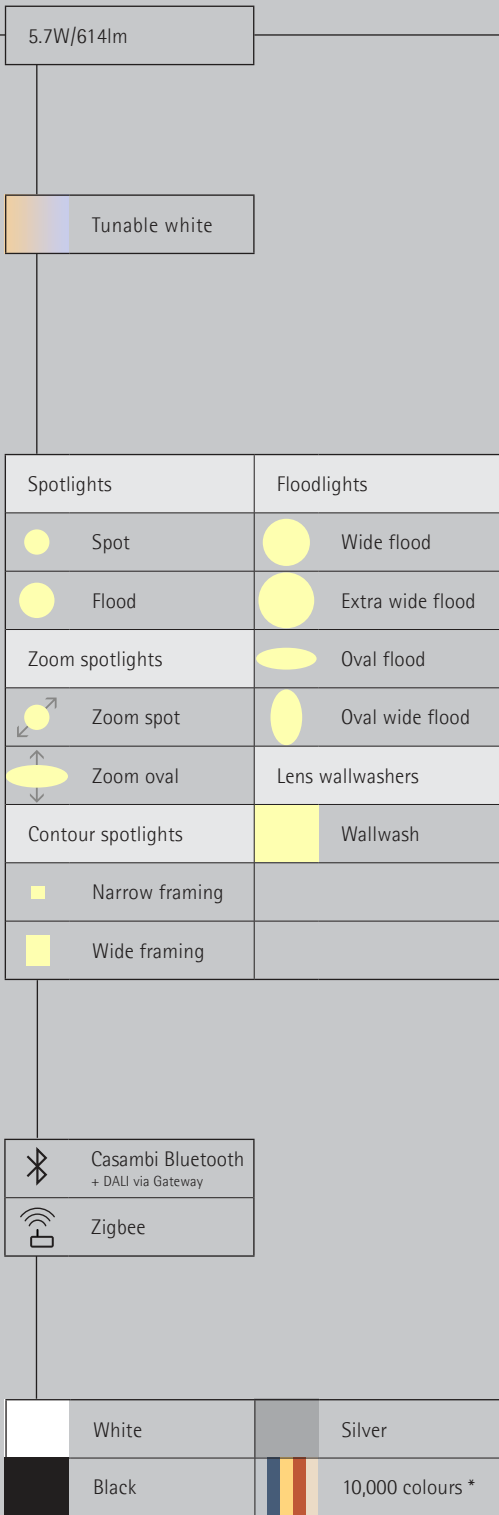 5.7W/614lm
Tunable white
Spotlights
Spot
Flood
Zoom spotlights
Zoom spot
Zoom oval
Contour spotlights
Narrow framing
Wide framing
Floodlights
Wide flood
Extra wide flood
Oval flood
Oval wide flood
Lens wallwashers
Wallwash
Casambi Bluetooth
+ DALI via Gateway
Zigbee
White
Black
Silver
10,000 colours *